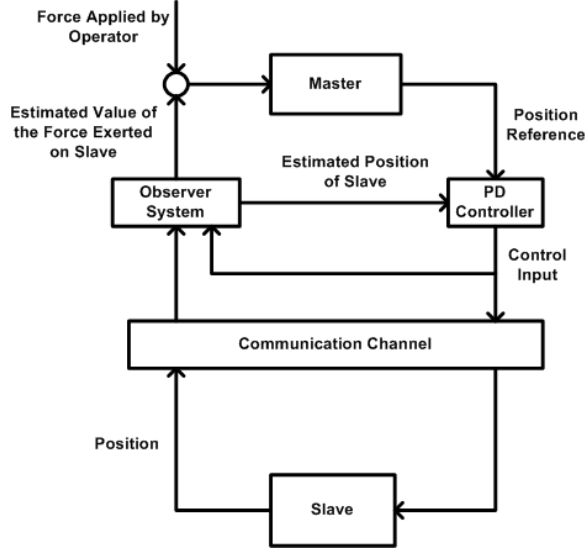 Force Applied by
Operator
Master
Estimated Value of
the Force Exerted
on Slave
Position
Reference
Estimated Position
of Slave
Observer
System
PD
Controller
Control
Input
Communication Channel
Position
Slave